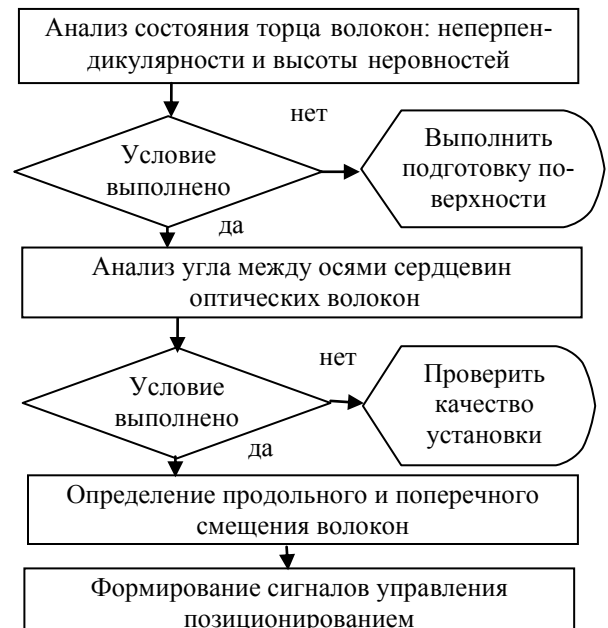 Анализ состояния торца волокон: неперпен-
дикулярности и высоты неровностей
нет
Условие
выполнено
Выполнить
подготовку по-
верхности
да
Анализ угла между осями сердцевин
оптических волокон
нет
Условие
выполнено
Проверить
качество
установки
да
Определение продольного и поперечного
смещения волокон
Формирование сигналов управления
позиционированием